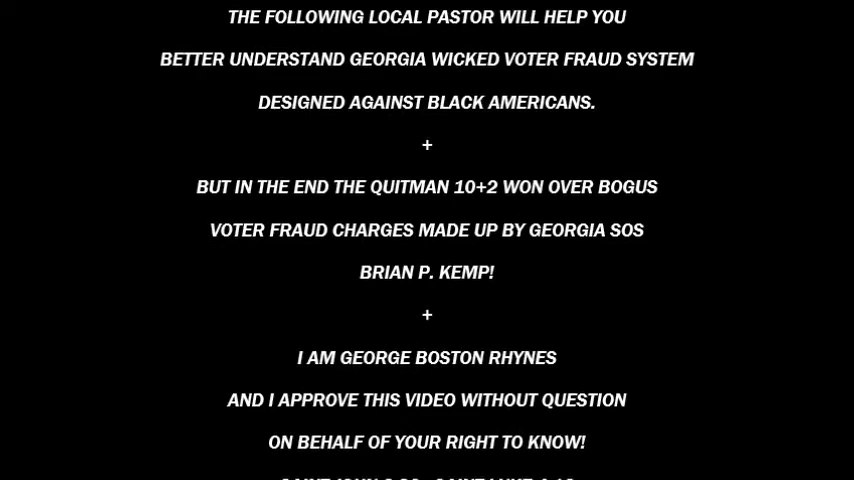 THE FOLLOWING LOCAL PASTOR WILL HELP YOU
BETTER UNDERSTAND GEORGIA WICKED VOTER FRAUD SYSTEM
DESIGNED AGAINST BLACK AMERICANS.
+
BUT IN THE END THE QUITMAN 10+2 WON OVER BOGUS
VOTER FRAUD CHARGES MADE UP BY GEORGIA SOS
BRIAN P. KEMP!
+
I AM GEORGE BOSTON RHYNES
AND I APPROVE THIS VIDEO WITHOUT QUESTION
ON BEHALF OF YOUR RIGHT TO KNOW!